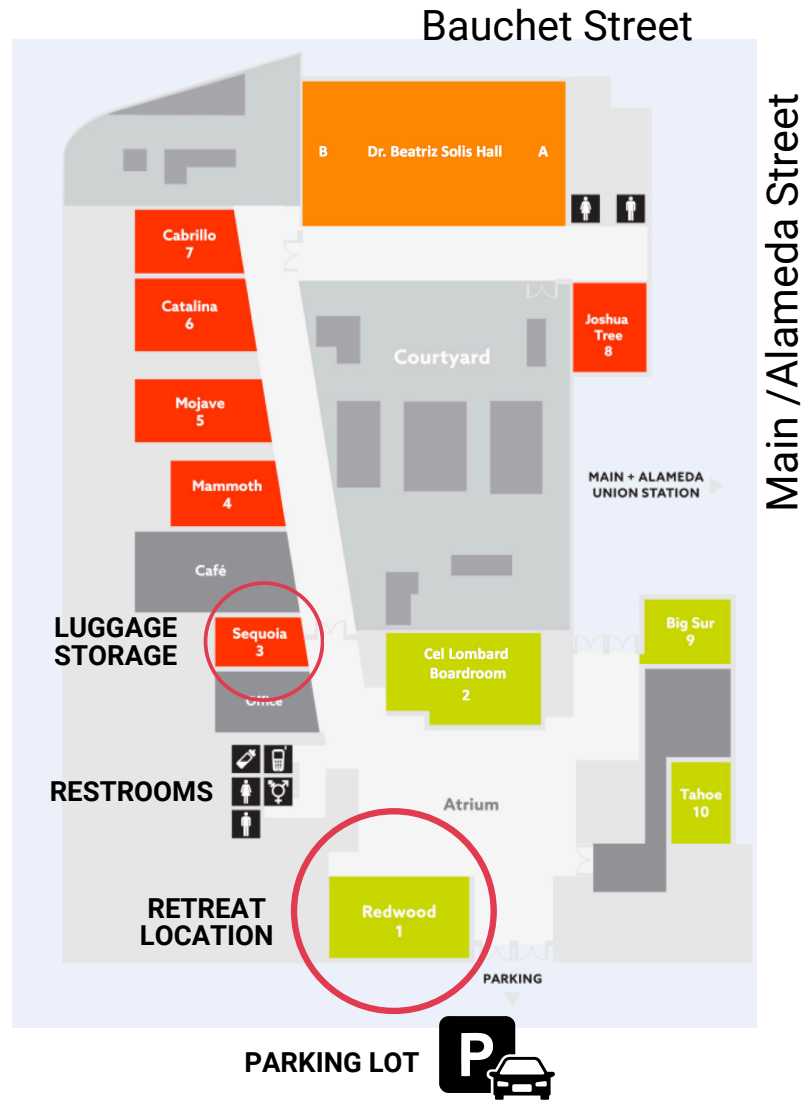 Bauchet Street
B
Dr. Beatriz Solis Hall
A
Main /Alameda Street
Cabrillo
7
Catalina
6
Joshua
Tree
8
Courtyard
Mojave
5
Mammoth
4
MAIN + ALAMEDA
UNION STATION
Café
LUGGAGE
STORAGE
Sequoia
3
Cel Lombard
Boardroom
2
Big Sur
9
Office
RESTROOMS
Atrium
Tahoe
10
RETREAT
LOCATION
Redwood
1
PARKING
PARKING LOT
P